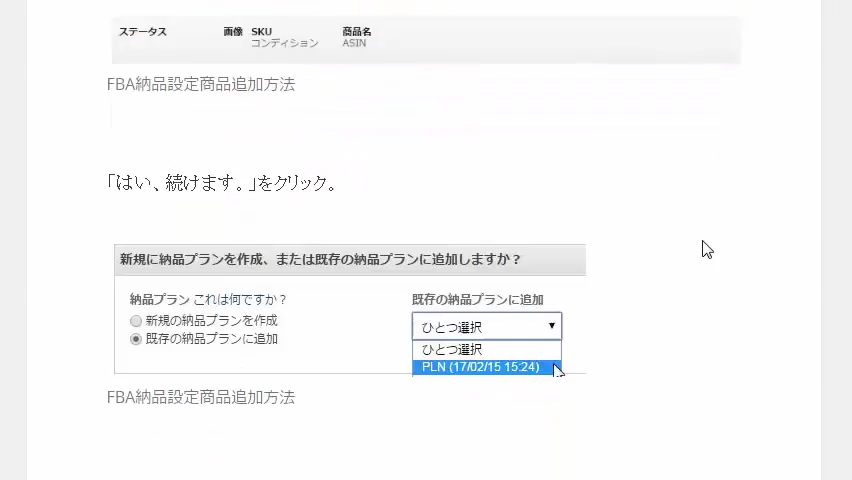 ステータス 画像 SKU 商品名
コンディション ASIN
FBA納品設定商品追加方法
「はい、続けます。」をクリック。
新規に納品プランを作成、または既存の納品プランに追加しますか？
納品プラン これは何ですか？ 既存の納品プランに追加
新規の納品プランを作成 ひとつ選択
既存の納品プランに追加 ひとつ選択
PLN (17/02/15 15:24)
FBA納品設定商品追加方法